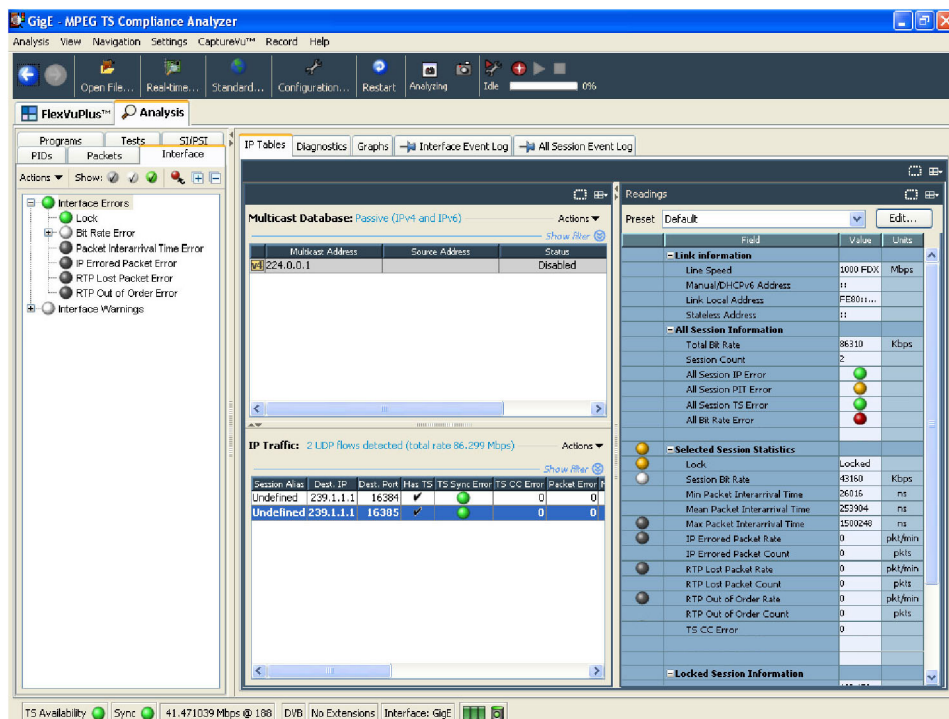 GigE - MPEG TS Compliance Analyzer
Analysis View Navigation Settings CaptureVu™ Record Help
Open File... Real-time... Standard... Configuration... Restart Analyzing Idle 0%
FlexVuPlus™ Analysis
Programs Tests SI/PSI
PIDs Packets Interface
Actions Show:
Interface Errors
Lock
Bit Rate Error
Packet Interarrival Time Error
IP Errored Packet Error
RTP Lost Packet Error
RTP Out of Order Error
Interface Warnings
IP Tables Diagnostics Graphs Interface Event Log All Session Event Log
Multicast Database: Passive (IPv4 and IPv6) Actions
Show filter
Multicast Address Source Address Status
v4 224.0.0.1 Disabled
IP Traffic: 2 UDP flows detected (total rate 86.299 Mbps) Actions
Show filter
Session Alias Dest. IP Dest. Port Has TS TS Sync Error TS CC Error Packet Error
Undefined 239.1.1.1 16384 0 0
Undefined 239.1.1.1 16385 0 0
Readings
Preset Default Edit...
Field Value Units
Link information
Line Speed 1000 FDX Mbps
Manual/DHCPv6 Address ::
Link Local Address FE80::...
Stateless Address ::
All Session Information
Total Bit Rate 86310 Kbps
Session Count 2
All Session IP Error
All Session PIT Error
All Session TS Error
All Bit Rate Error
Selected Session Statistics
Lock Locked
Session Bit Rate 43160 Kbps
Min Packet Interarrival Time 26016 ns
Mean Packet Interarrival Time 253904 ns
Max Packet Interarrival Time 1500248 ns
IP Errored Packet Rate 0 pkt/min
IP Errored Packet Count 0 pkts
RTP Lost Packet Rate 0 pkt/min
RTP Lost Packet Count 0 pkts
RTP Out of Order Rate 0 pkt/min
RTP Out of Order Count 0 pkts
TS CC Error 0
Locked Session Information
TS Availability Sync 41.471039 Mbps @ 188 DVB No Extensions Interface: GigE